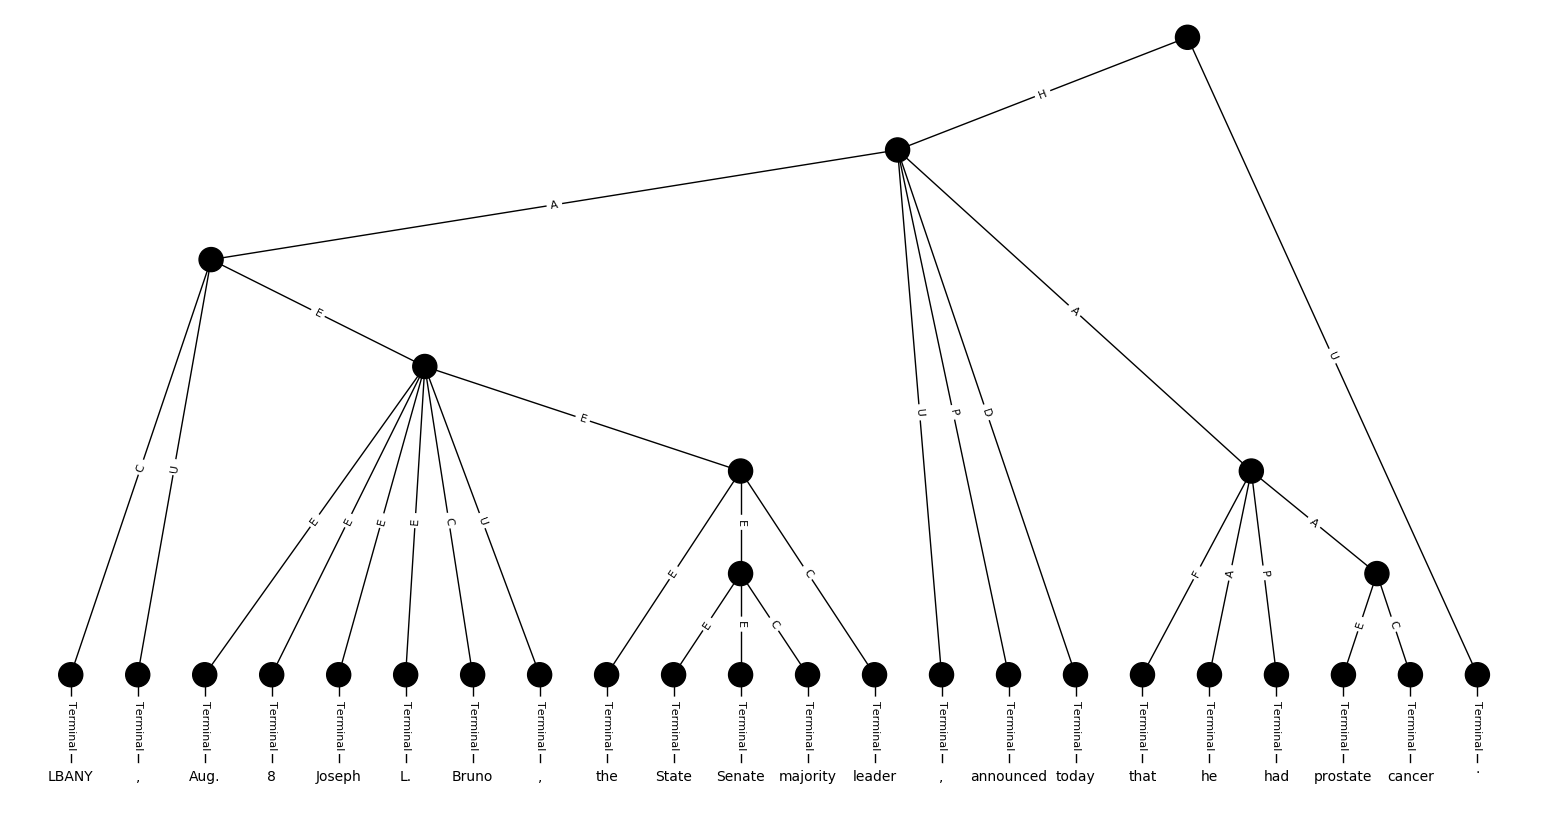 H
A
E
A
U
E
C
U
U
P
D
E
E
E
E
C
U
E
A
E
F
A
P
C
E
E
C
E
C
Terminal Terminal Terminal Terminal Terminal Terminal Terminal Terminal Terminal Terminal Terminal Terminal Terminal Terminal Terminal Terminal Terminal Terminal Terminal Terminal Terminal Terminal
LBANY , Aug. 8 Joseph L. Bruno , the State Senate majority leader , announced today that he had prostate cancer .